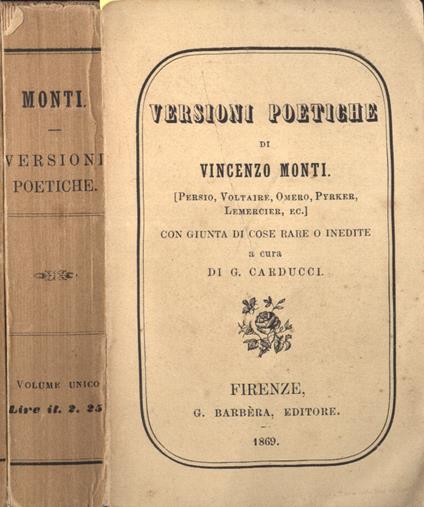 MONTI.
VERSIONI
POETICHE.
VOLUME UNICO
Lire it. 2. 25
VERSIONI POETICHE
DI
VINCENZO MONTI.
[PERSIO, VOLTAIRE, OMERO, PYRKER,
LEMERCIER, EC.]
CON GIUNTA DI COSE RARE O INEDITE
a cura
DI G. CARDUCCI.
FIRENZE,
G. BARBÈRA, EDITORE.
1869.